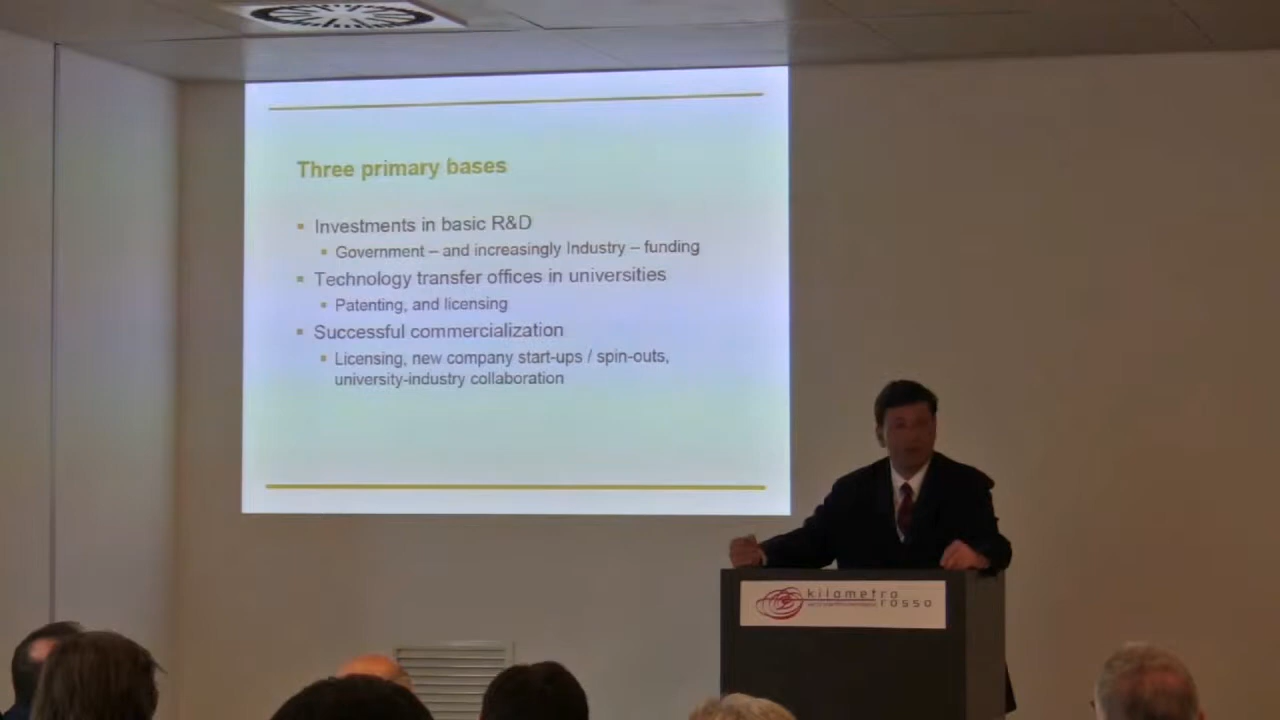 Three primary bases
Investments in basic R&D
Government – and increasingly Industry – funding
Technology transfer offices in universities
Patenting, and licensing
Successful commercialization
Licensing, new company start-ups / spin-outs,
university-industry collaboration
kilometro
rosso